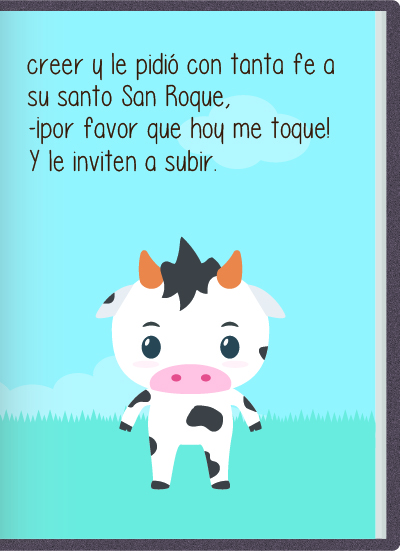 creer y le pidió con tanta fe a
su santo San Roque,
-¡por favor que hoy me toque!
Y le inviten a subir.